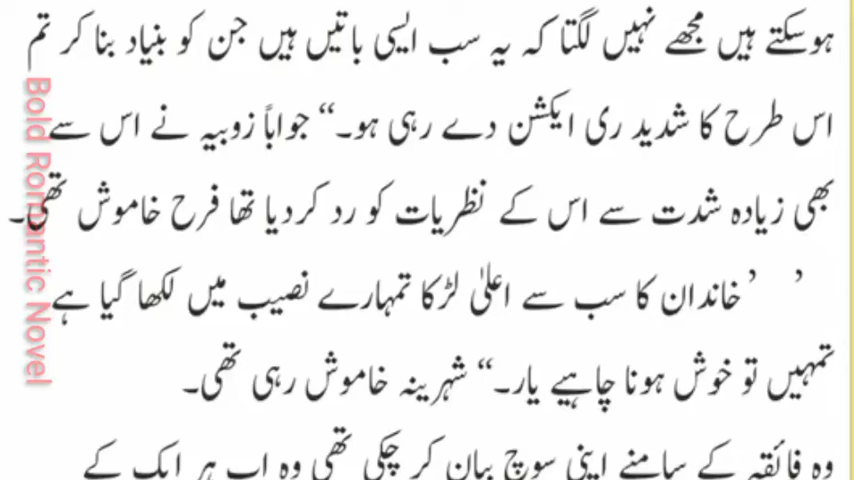 ہوسکتے ہیں مجھے نہیں لگتا کہ یہ سب ایسی باتیں ہیں جن کو بنیاد بنا کر تم
اس طرح کا شدید ری ایکشن دے رہی ہو۔“ جواباً زوبیہ نے اس سے
بھی زیادہ شدت سے اس کے نظریات کو رد کردیا تھا فرح خاموش تھی۔
’’خاندان کا سب سے اعلیٰ لڑکا تمہارے نصیب میں لکھا گیا ہے
تمہیں تو خوش ہونا چاہیے یار۔“ شہرینہ خاموش رہی تھی۔
وہ فائقہ کے سامنے اپنی سوچ بیان کر چکی تھی وہ اب ہر ایک کے
Bold Romantic Novel